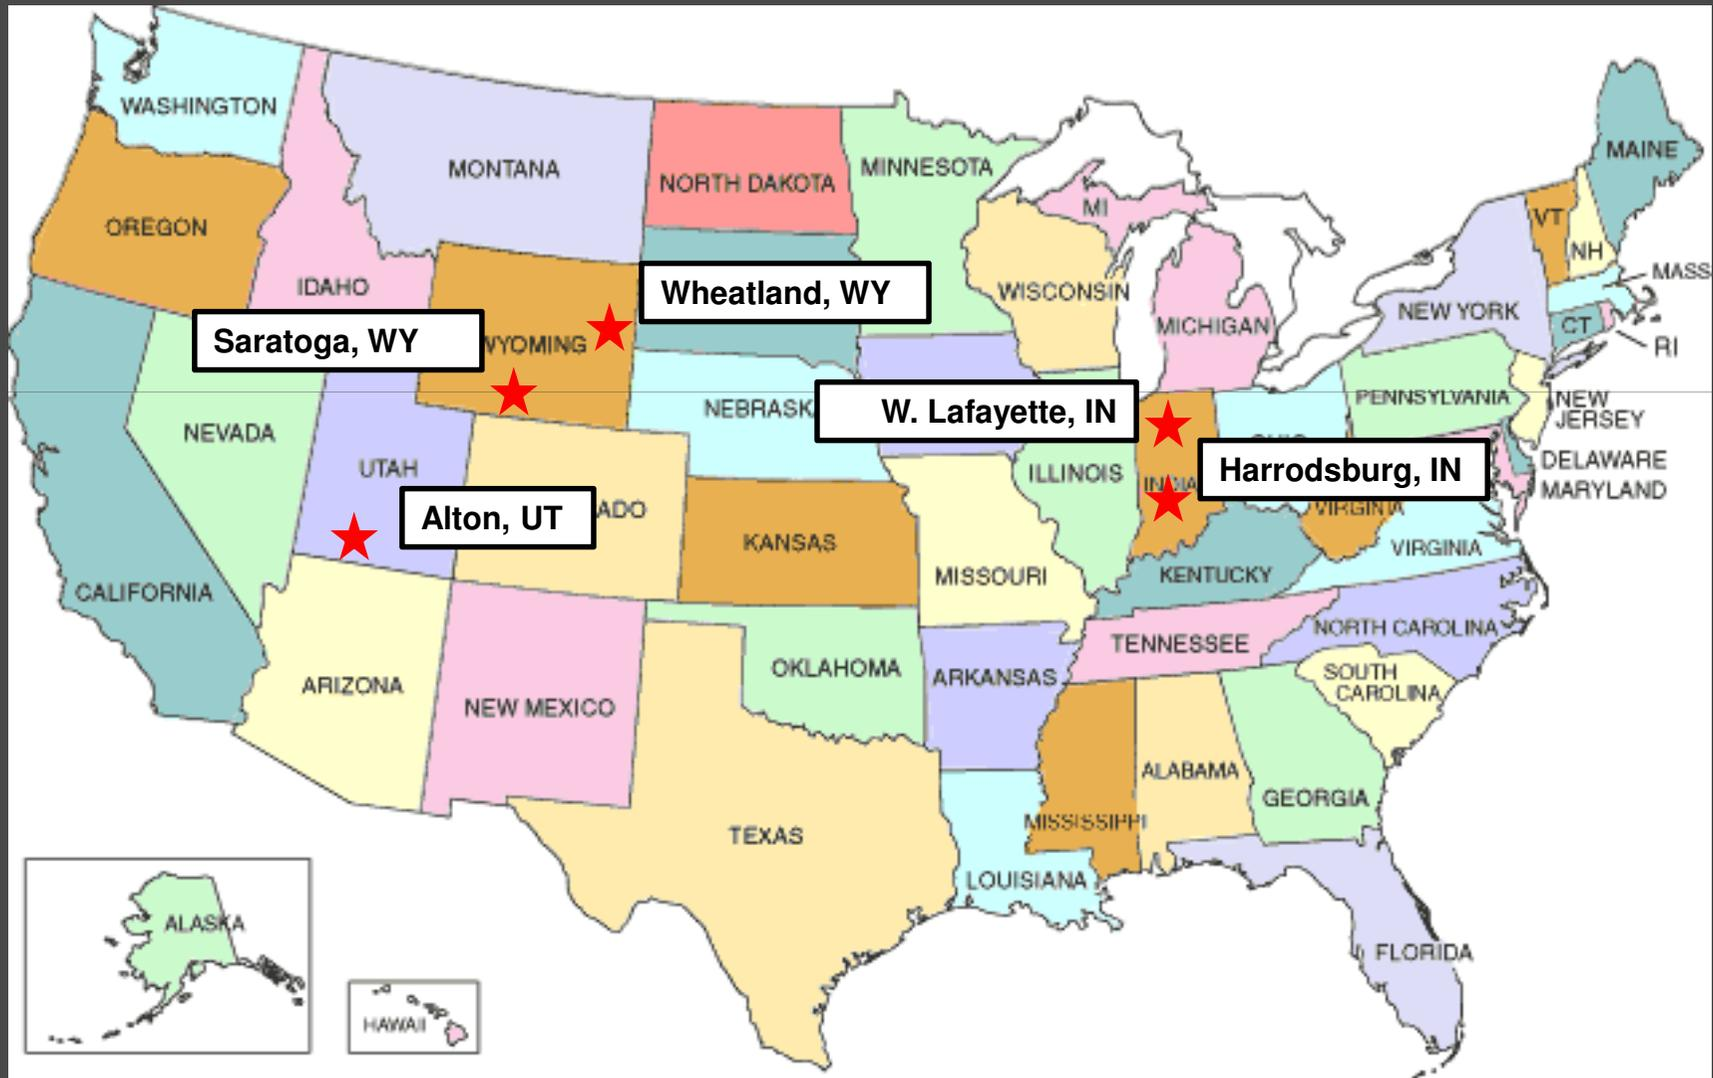 WASHINGTON
MONTANA
NORTH DAKOTA
MINNESOTA
MAINE
OREGON
MI
VT
NH
IDAHO
WISCONSIN
MASS
Wheatland, WY
Saratoga, WY
WYOMING
MICHIGAN
NEW YORK
CT
RI
NEBRASK
W. Lafayette, IN
PENNSYLVANIA
NEW
JERSEY
NEVADA
UTAH
ILLINOIS
Harrodsburg, IN
DELAWARE
MARYLAND
Alton, UT
ADO
VIRGINIA
KANSAS
VIRGINIA
MISSOURI
KENTUCKY
CALIFORNIA
NORTH CAROLINA
TENNESSEE
OKLAHOMA
ARKANSAS
SOUTH
CAROLINA
ARIZONA
NEW MEXICO
ALABAMA
GEORGIA
MISSISSIPPI
TEXAS
LOUISIANA
ALASKA
FLORIDA
HAWAII